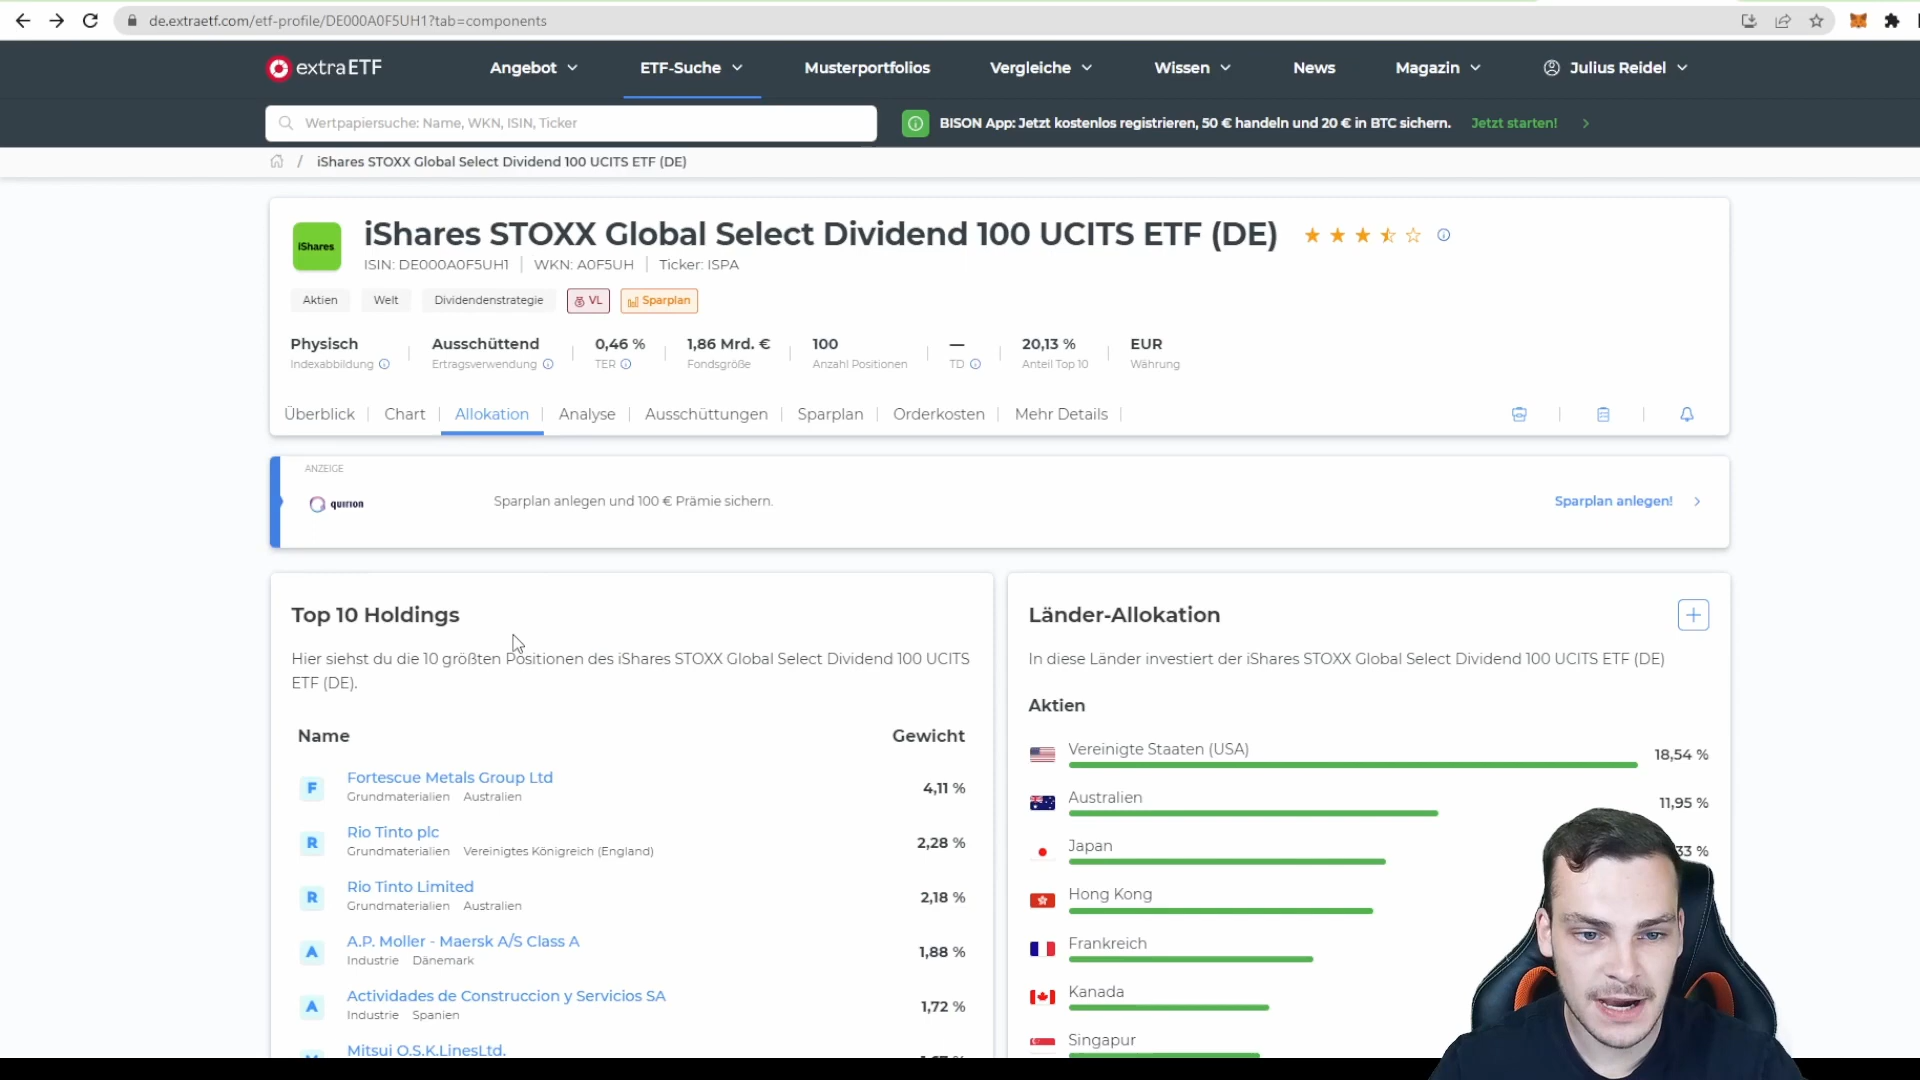 de.extraetf.com/etf-profile/DE000A0F5UH1?tab=components
extraETF
Angebot
ETF-Suche
Musterportfolios
Vergleiche
Wissen
News
Magazin
Julius Reidel
Wertpapiersuche: Name, WKN, ISIN, Ticker
BISON App: Jetzt kostenlos registrieren, 50 € handeln und 20 € in BTC sichern.
Jetzt starten!
/ iShares STOXX Global Select Dividend 100 UCITS ETF (DE)
iShares
iShares STOXX Global Select Dividend 100 UCITS ETF (DE)
ISIN: DE000A0F5UH1 | WKN: A0F5UH | Ticker: ISPA
Aktien
Welt
Dividendenstrategie
VL
Sparplan
Physisch
Indexabbildung
Ausschüttend
Ertragsverwendung
0,46 %
TER
1,86 Mrd. €
Fondsgröße
100
Anzahl Positionen
—
TD
20,13 %
Anteil Top 10
EUR
Währung
Überblick
Chart
Allokation
Analyse
Ausschüttungen
Sparplan
Orderkosten
Mehr Details
ANZEIGE
quirion
Sparplan anlegen und 100 € Prämie sichern.
Sparplan anlegen!
Top 10 Holdings
Hier siehst du die 10 größten Positionen des iShares STOXX Global Select Dividend 100 UCITS
ETF (DE).
Name
Gewicht
F
Fortescue Metals Group Ltd
Grundmaterialien Australien
4,11 %
R
Rio Tinto plc
Grundmaterialien Vereinigtes Königreich (England)
2,28 %
R
Rio Tinto Limited
Grundmaterialien Australien
2,18 %
A
A.P. Moller - Maersk A/S Class A
Industrie Dänemark
1,88 %
A
Actividades de Construccion y Servicios SA
Industrie Spanien
1,72 %
Mitsui O.S.K.LinesLtd.
Länder-Allokation
In diese Länder investiert der iShares STOXX Global Select Dividend 100 UCITS ETF (DE)
Aktien
Vereinigte Staaten (USA)
18,54 %
Australien
11,95 %
Japan
33 %
Hong Kong
Frankreich
Kanada
Singapur